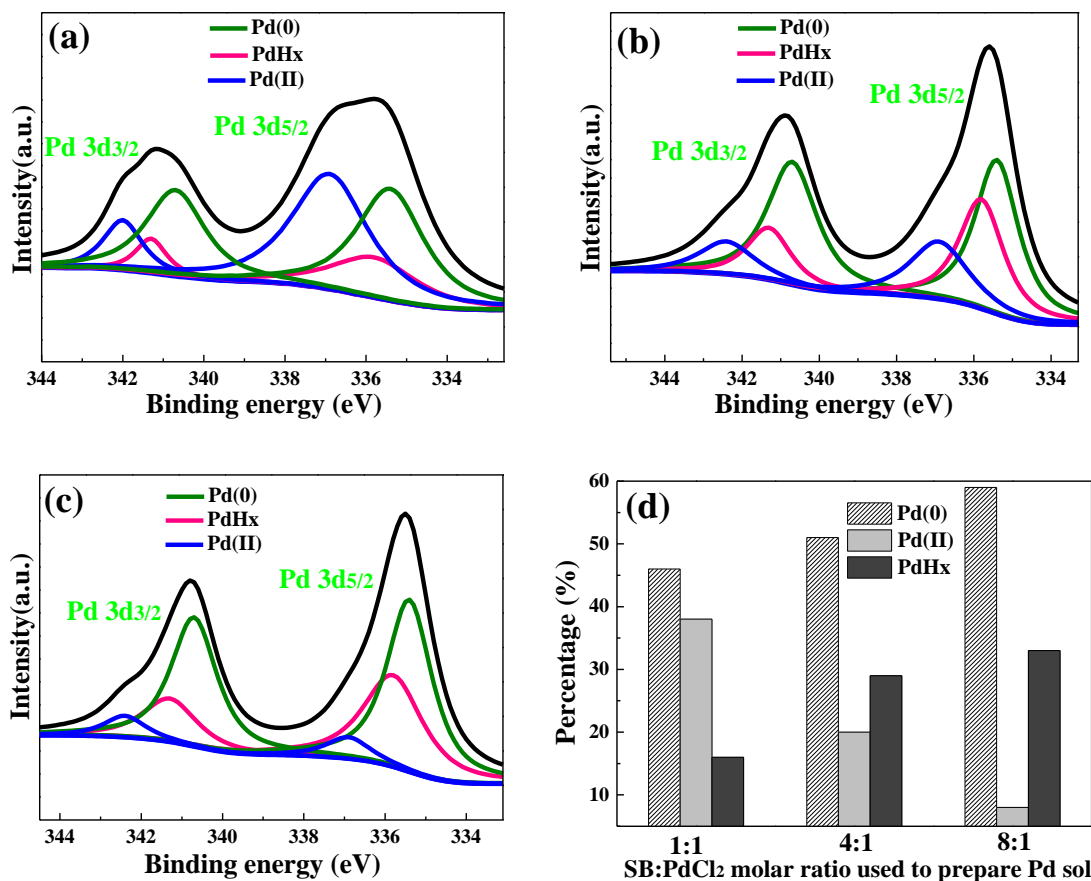 (a)
Pd(0)
PdHx
Pd(II)
Pd 3d3/2
Pd 3d5/2
Intensity(a.u.)
344 342 340 338 336 334
Binding energy (eV)
(b)
Pd(0)
PdHx
Pd(II)
Pd 3d3/2
Pd 3d5/2
Intensity(a.u.)
344 342 340 338 336 334
Binding energy (eV)
(c)
Pd(0)
PdHx
Pd(II)
Pd 3d3/2
Pd 3d5/2
Intensity(a.u.)
344 342 340 338 336 334
Binding energy (eV)
(d)
Pd(0)
Pd(II)
PdHx
Percentage (%)
60
50
40
30
20
10
1:1 4:1 8:1
SB:PdCl2 molar ratio used to prepare Pd sol